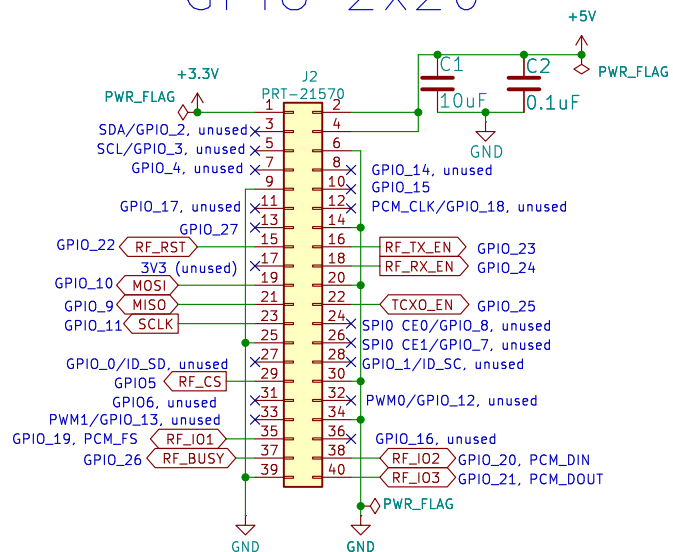 GPIO 2x20
+5V
PWR_FLAG
C1
10uF
C2
0.1uF
GND
+3.3V
PWR_FLAG
J2
PRT-21570
1 2
SDA/GPIO_2, unused 3 4
SCL/GPIO_3, unused 5 6
GPIO_4, unused 7 8 GPIO_14, unused
9 10 GPIO_15
GPIO_17, unused 11 12 PCM_CLK/GPIO_18, unused
GPIO_27 13 14
GPIO_22 RF_RST 15 16 RF_TX_EN GPIO_23
3V3 (unused) 17 18 RF_RX_EN GPIO_24
GPIO_10 MOSI 19 20
GPIO_9 MISO 21 22 TCXO_EN GPIO_25
GPIO_11 SCLK 23 24 SPI0 CE0/GPIO_8, unused
25 26 SPI0 CE1/GPIO_7, unused
GPIO_0/ID_SD, unused 27 28 GPIO_1/ID_SC, unused
GPIO5 RF_CS 29 30
GPIO6, unused 31 32 PWM0/GPIO_12, unused
PWM1/GPIO_13, unused 33 34
GPIO_19, PCM_FS RF_IO1 35 36 GPIO_16, unused
GPIO_26 RF_BUSY 37 38 RF_IO2 GPIO_20, PCM_DIN
39 40 RF_IO3 GPIO_21, PCM_DOUT
PWR_FLAG
GND
GND